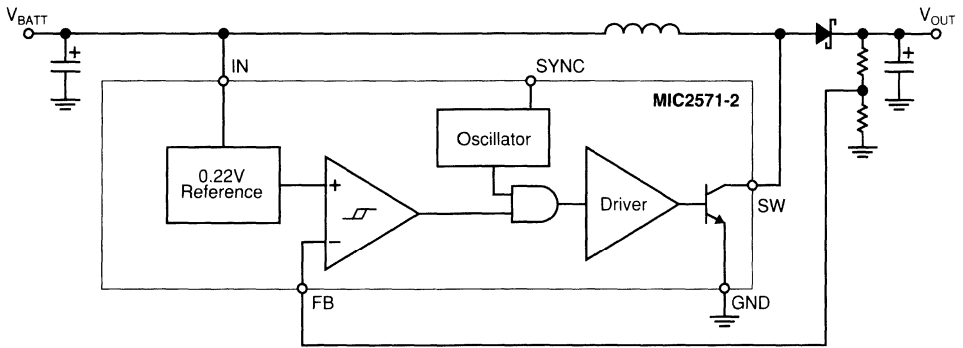 VBATT
VOUT
IN
SYNC
MIC2571-2
Oscillator
0.22V
Reference
+
−
Driver
SW
FB
GND
+
+